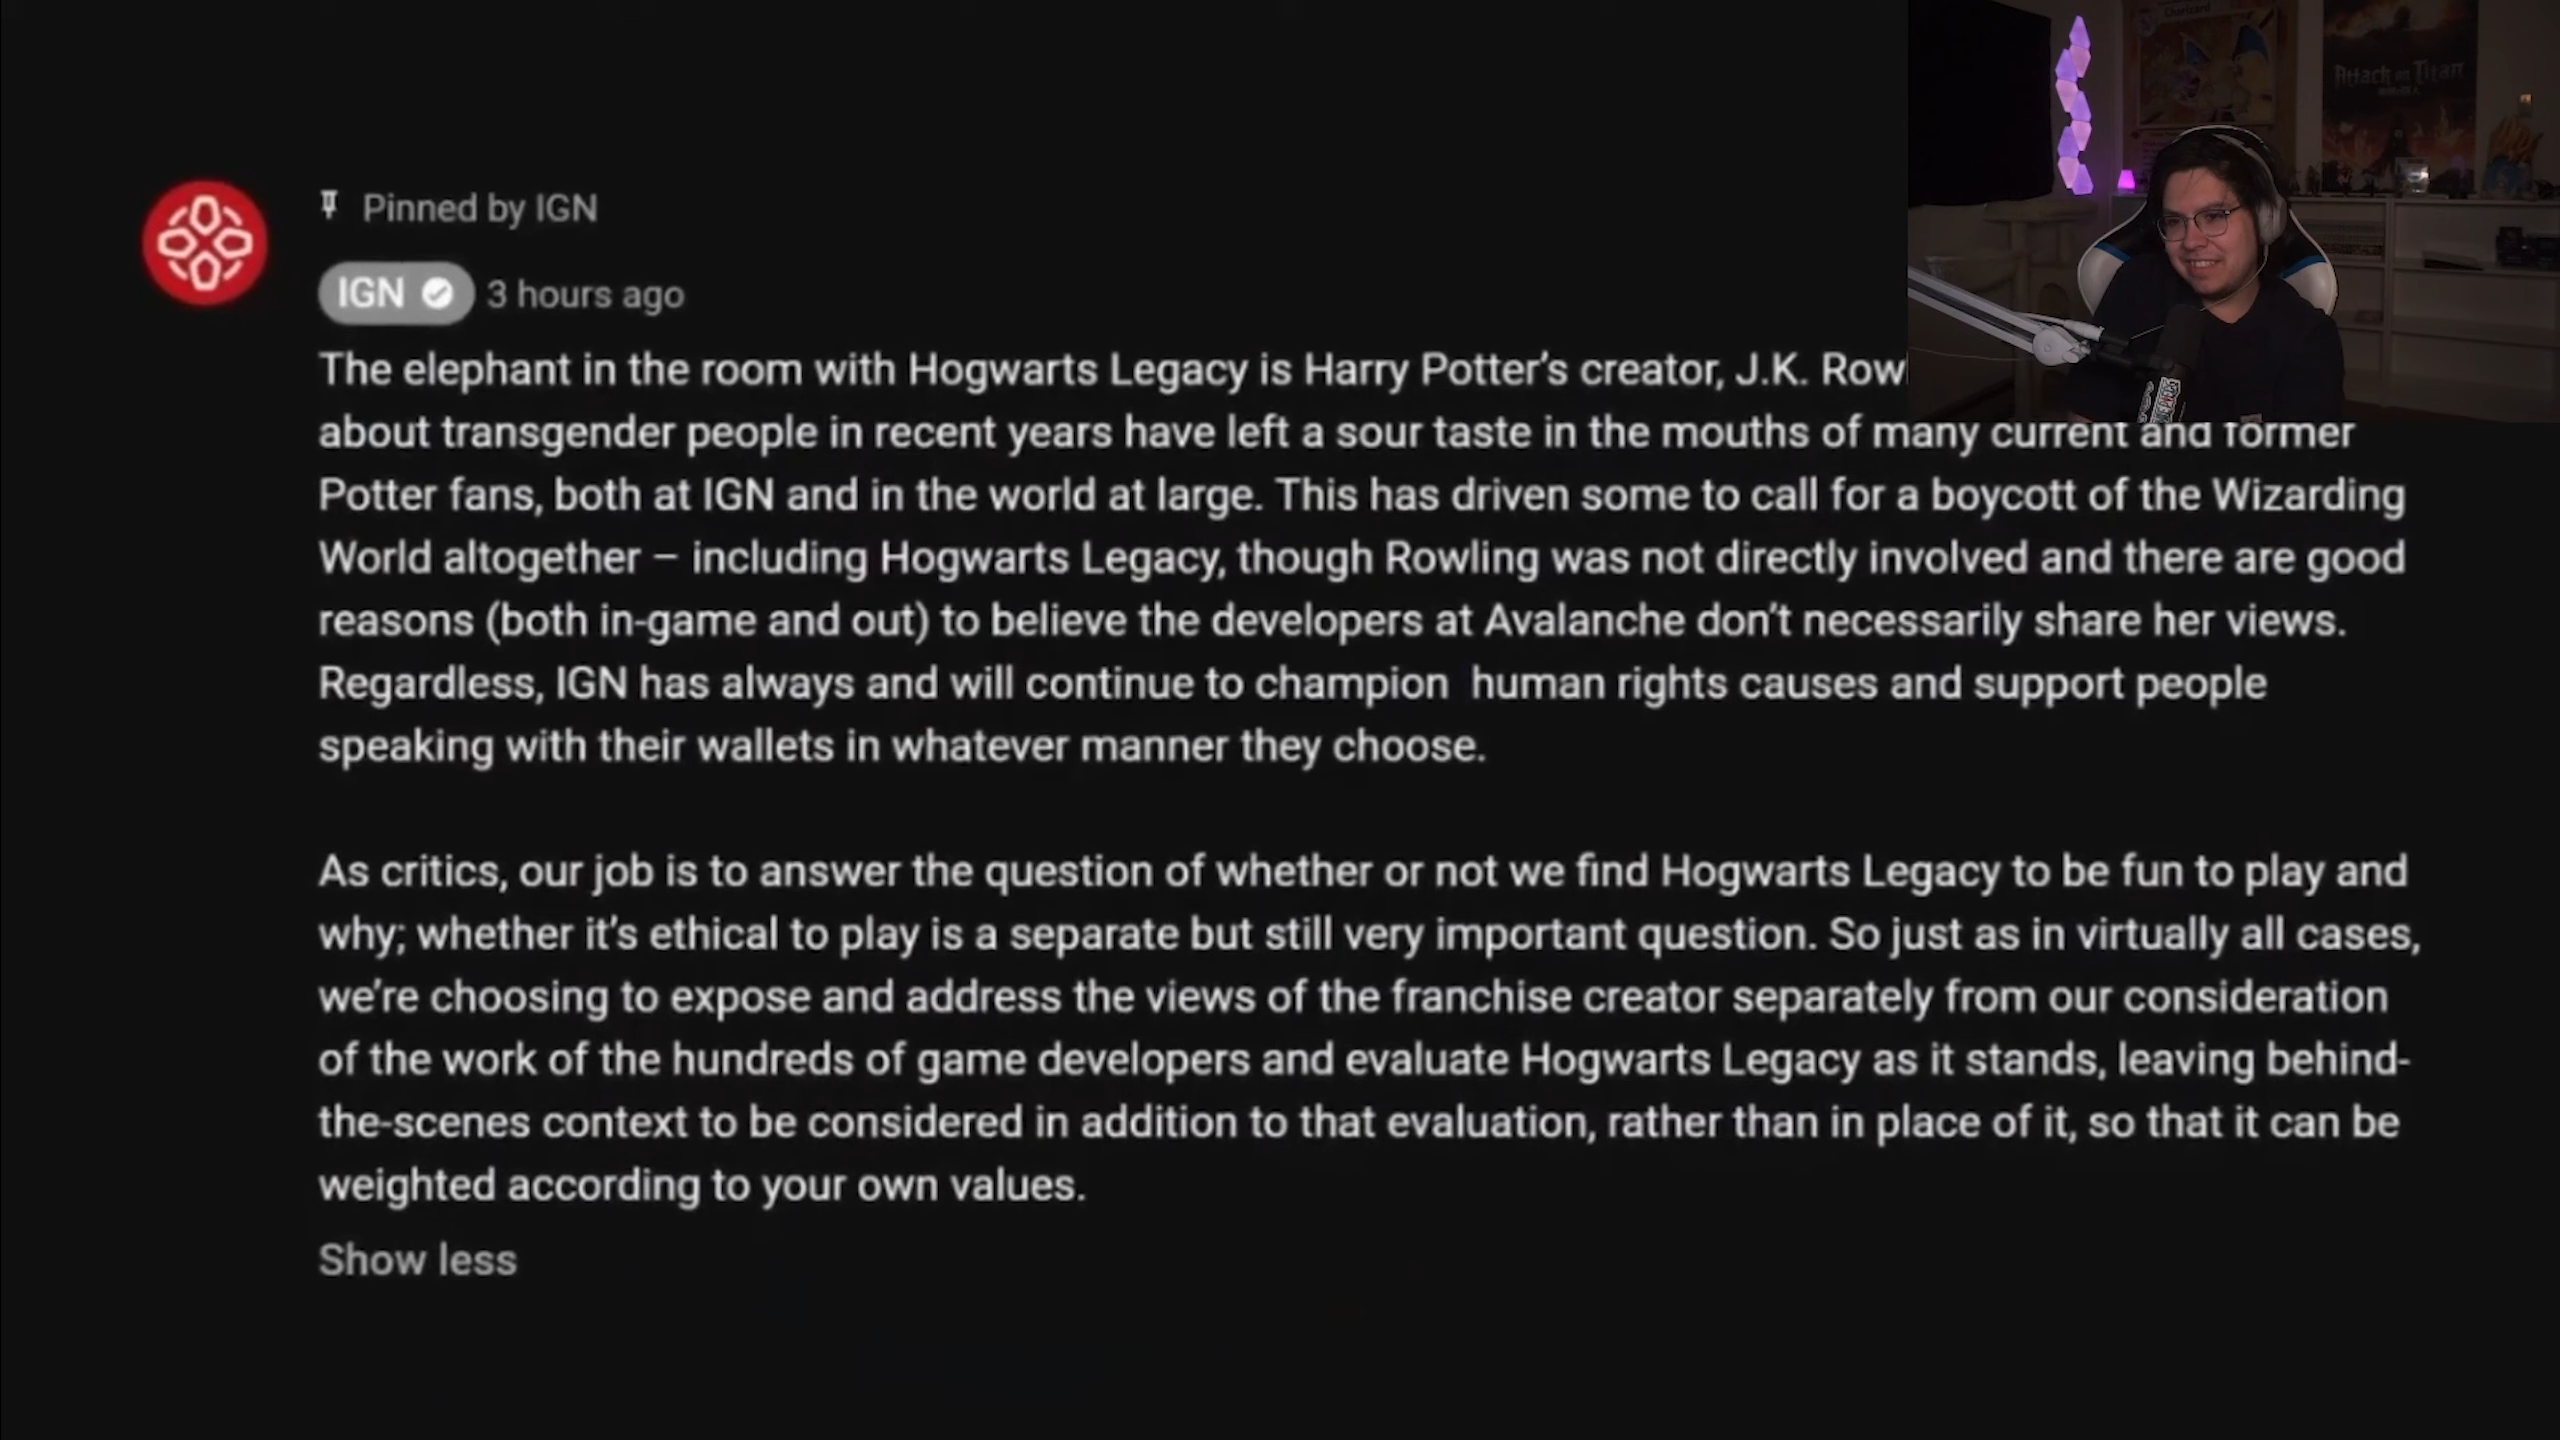 Charizard
Attack on Titan
Pinned by IGN
IGN 3 hours ago
The elephant in the room with Hogwarts Legacy is Harry Potter’s creator, J.K.
about transgender people in recent years have left a sour taste in the mouths of many current and former
Potter fans, both at IGN and in the world at large. This has driven some to call for a boycott of the Wizarding
World altogether – including Hogwarts Legacy, though Rowling was not directly involved and there are good
reasons (both in-game and out) to believe the developers at Avalanche don’t necessarily share her views.
Regardless, IGN has always and will continue to champion  human rights causes and support people
speaking with their wallets in whatever manner they choose.
As critics, our job is to answer the question of whether or not we find Hogwarts Legacy to be fun to play and
why; whether it’s ethical to play is a separate but still very important question. So just as in virtually all cases,
we’re choosing to expose and address the views of the franchise creator separately from our consideration
of the work of the hundreds of game developers and evaluate Hogwarts Legacy as it stands, leaving behind-
the-scenes context to be considered in addition to that evaluation, rather than in place of it, so that it can be
weighted according to your own values.
Show less